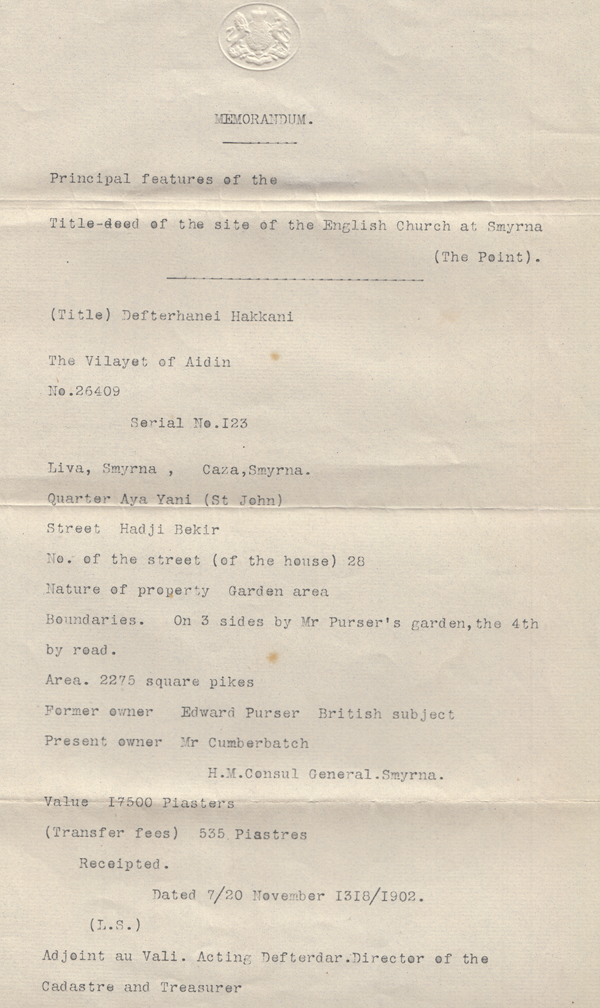 MEMORANDUM.
Principal features of the
Title-deed of the site of the English Church at Smyrna
(The Point).
(Title) Defterhanei Hakkani
The Vilayet of Aidin
No.26409
Serial No.I23
Liva, Smyrna ,   Caza,Smyrna.
Quarter Aya Yani (St John)
Street  Hadji Bekir
No. of the street (of the house) 28
Nature of property  Garden area
Boundaries.   On 3 sides by Mr Purser's garden,the 4th
by road.
Area. 2275 square pikes
Former owner   Edward Purser  British subject
Present owner  Mr Cumberbatch
H.M.Consul General.Smyrna.
Value  I7500 Piasters
(Transfer fees)  535 Piastres
Receipted.
Dated 7/20 November I3I8/I902.
(L.S.)
Adjoint au Vali. Acting Defterdar.Director of the
Cadastre and Treasurer